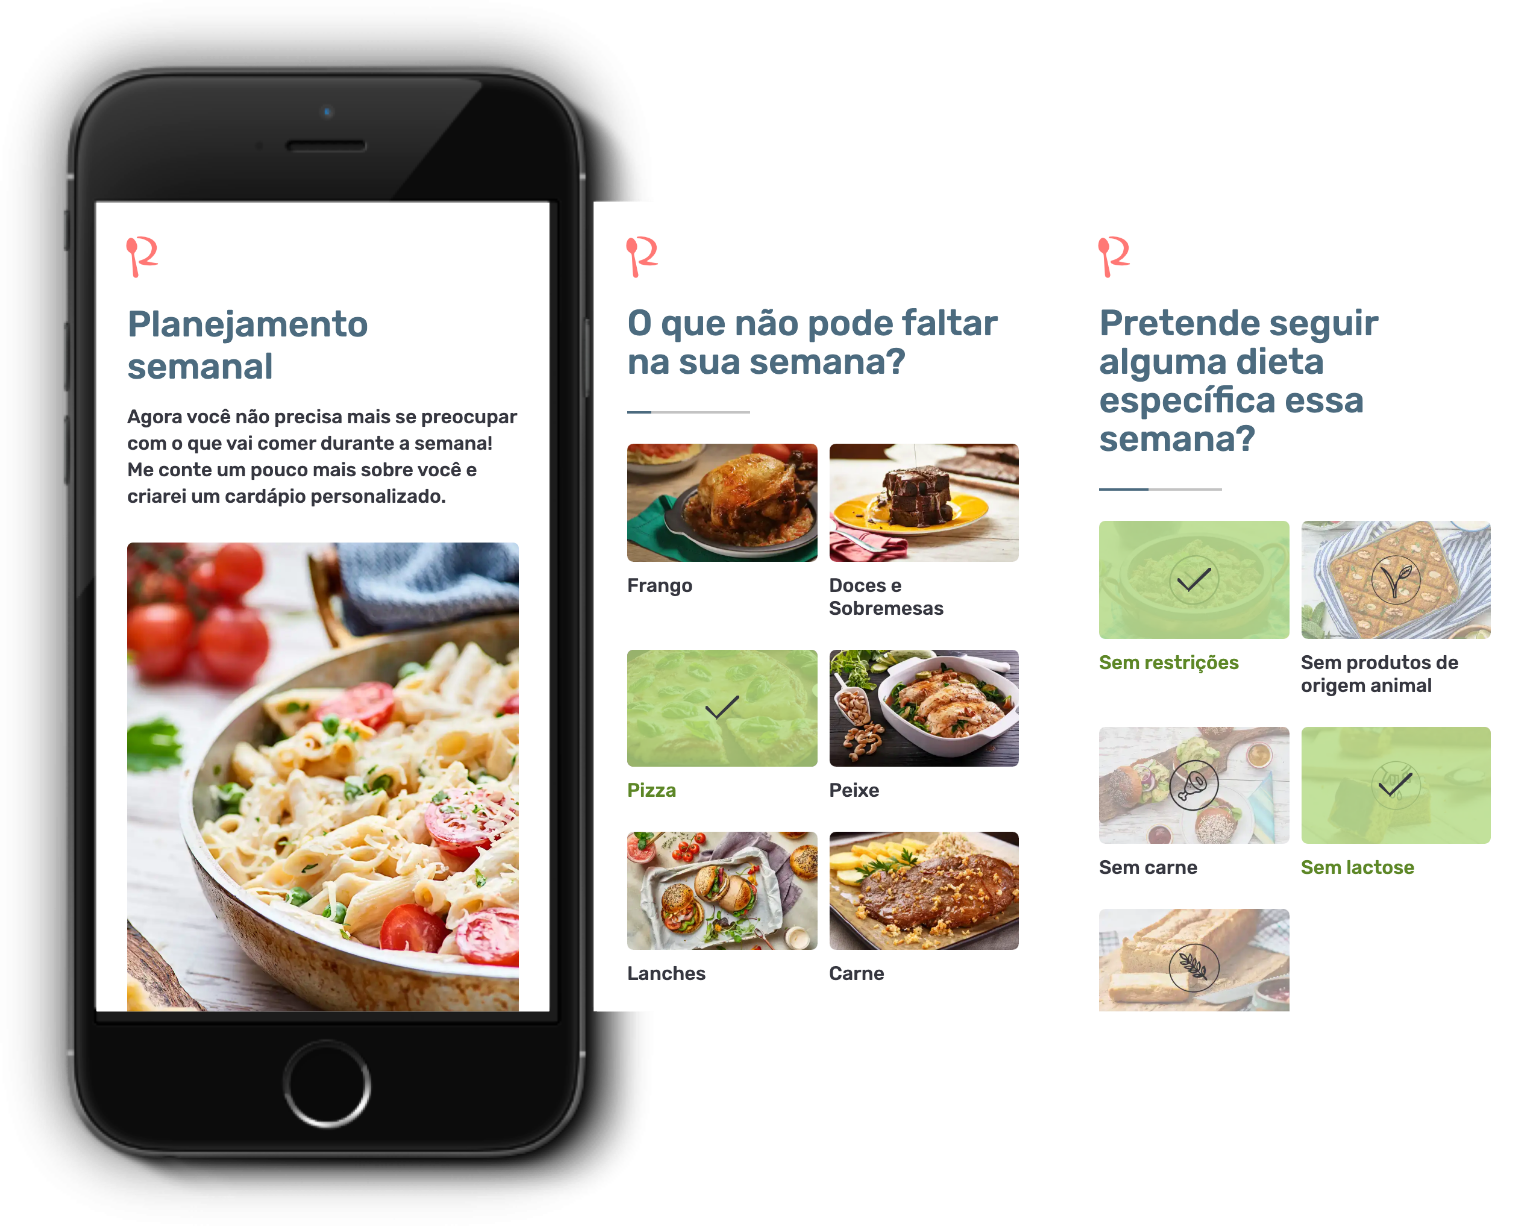 Planejamento
semanal
Agora você não precisa mais se preocupar
com o que vai comer durante a semana!
Me conte um pouco mais sobre você e
criarei um cardápio personalizado.
O que não pode faltar
na sua semana?
Frango
Doces e
Sobremesas
Pizza
Peixe
Lanches
Carne
Pretende seguir
alguma dieta
específica essa
semana?
Sem restrições
Sem produtos de
origem animal
Sem carne
Sem lactose